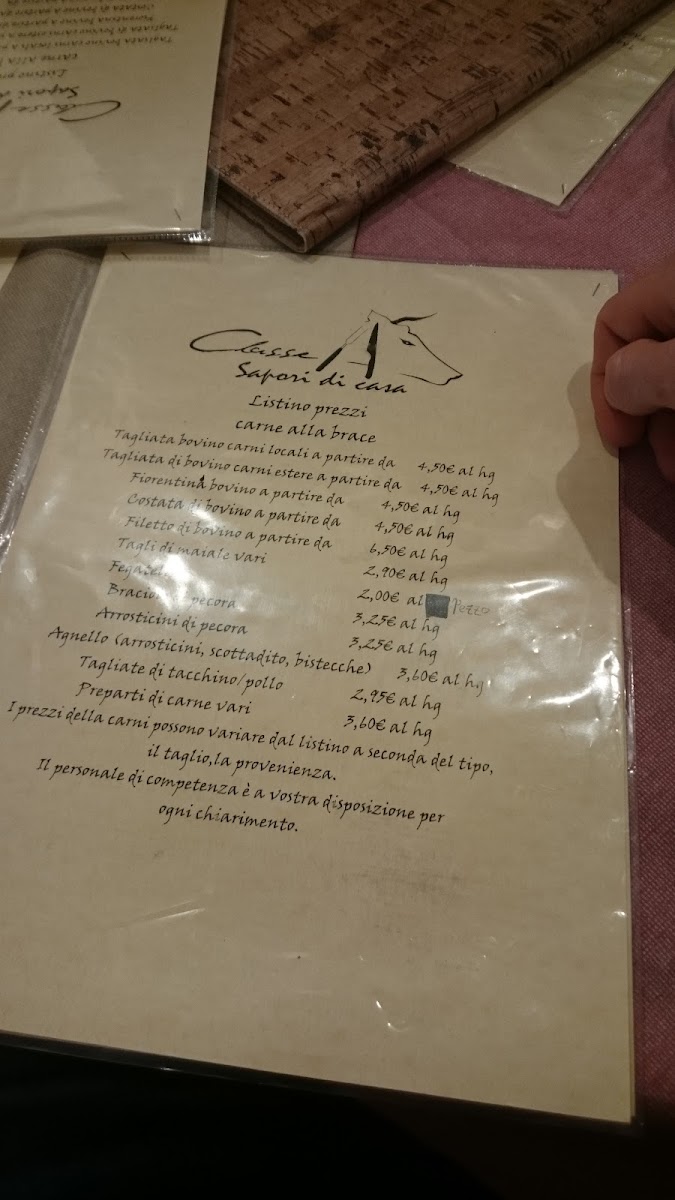 Classe A
Sapori di casa
Listino prezzi
carne alla brace
Tagliata bovino carni locali a partire da 4,50€ al hg
Tagliata di bovino carni estere a partire da 4,50€ al hg
Fiorentina bovino a partire da 4,50€ al hg
Costata di bovino a partire da 4,50€ al hg
Filetto di bovino a partire da 6,50€ al hg
Tagli di maiale vari 2,90€ al hg
2,00€ al Pezzo
pecora 3,25€ al hg
Arrosticini di pecora 3,25€ al hg
Agnello (arrosticini, scottadito, bistecche) 3,60€ al hg
Tagliate di tacchino/pollo 2,95€ al hg
Preparti di carne vari 3,60€ al hg
I prezzi della carni possono variare dal listino a seconda del tipo,
il taglio,la provenienza.
Il personale di competenza è a vostra disposizione per
ogni chiarimento.